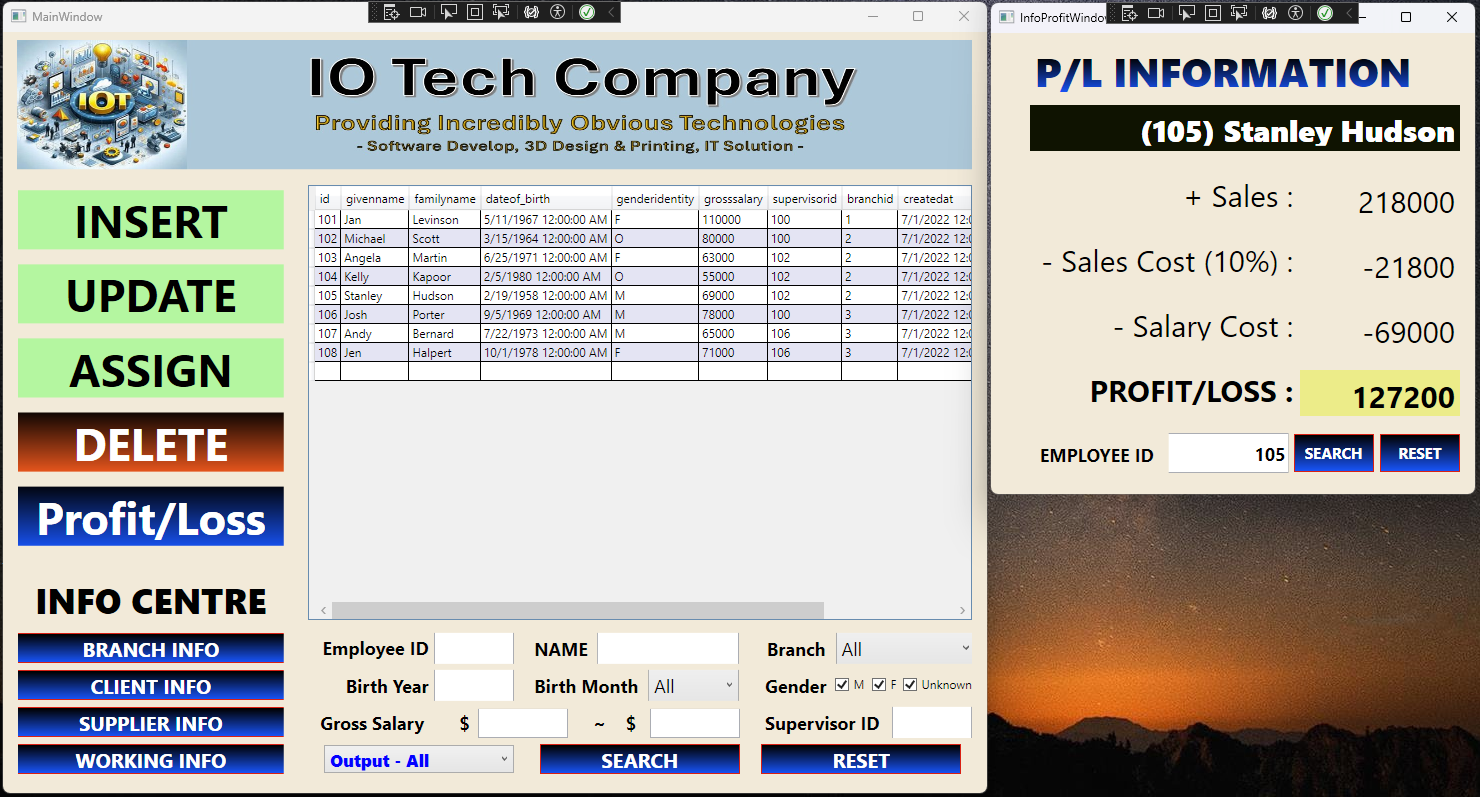 MainWindow
IOT
IO Tech Company
Providing Incredibly Obvious Technologies
- Software Develop, 3D Design & Printing, IT Solution -
INSERT
UPDATE
ASSIGN
DELETE
Profit/Loss
INFO CENTRE
BRANCH INFO
CLIENT INFO
SUPPLIER INFO
WORKING INFO
id givenname familyname dateof_birth genderidentity grosssalary supervisorid branchid createdat
101 Jan Levinson 5/11/1967 12:00:00 AM F 110000 100 1 7/1/2022 12:0
102 Michael Scott 3/15/1964 12:00:00 AM O 80000 100 2 7/1/2022 12:0
103 Angela Martin 6/25/1971 12:00:00 AM F 63000 102 2 7/1/2022 12:0
104 Kelly Kapoor 2/5/1980 12:00:00 AM O 55000 102 2 7/1/2022 12:0
105 Stanley Hudson 2/19/1958 12:00:00 AM M 69000 102 2 7/1/2022 12:0
106 Josh Porter 9/5/1969 12:00:00 AM M 78000 100 3 7/1/2022 12:0
107 Andy Bernard 7/22/1973 12:00:00 AM M 65000 106 3 7/1/2022 12:0
108 Jen Halpert 10/1/1978 12:00:00 AM F 71000 106 3 7/1/2022 12:0
Employee ID NAME Branch All
Birth Year Birth Month All Gender M F Unknown
Gross Salary $ ~ $ Supervisor ID
Output - All SEARCH RESET
InfoProfitWindow
P/L INFORMATION
(105) Stanley Hudson
+ Sales : 218000
- Sales Cost (10%) : -21800
- Salary Cost : -69000
PROFIT/LOSS : 127200
EMPLOYEE ID 105 SEARCH RESET